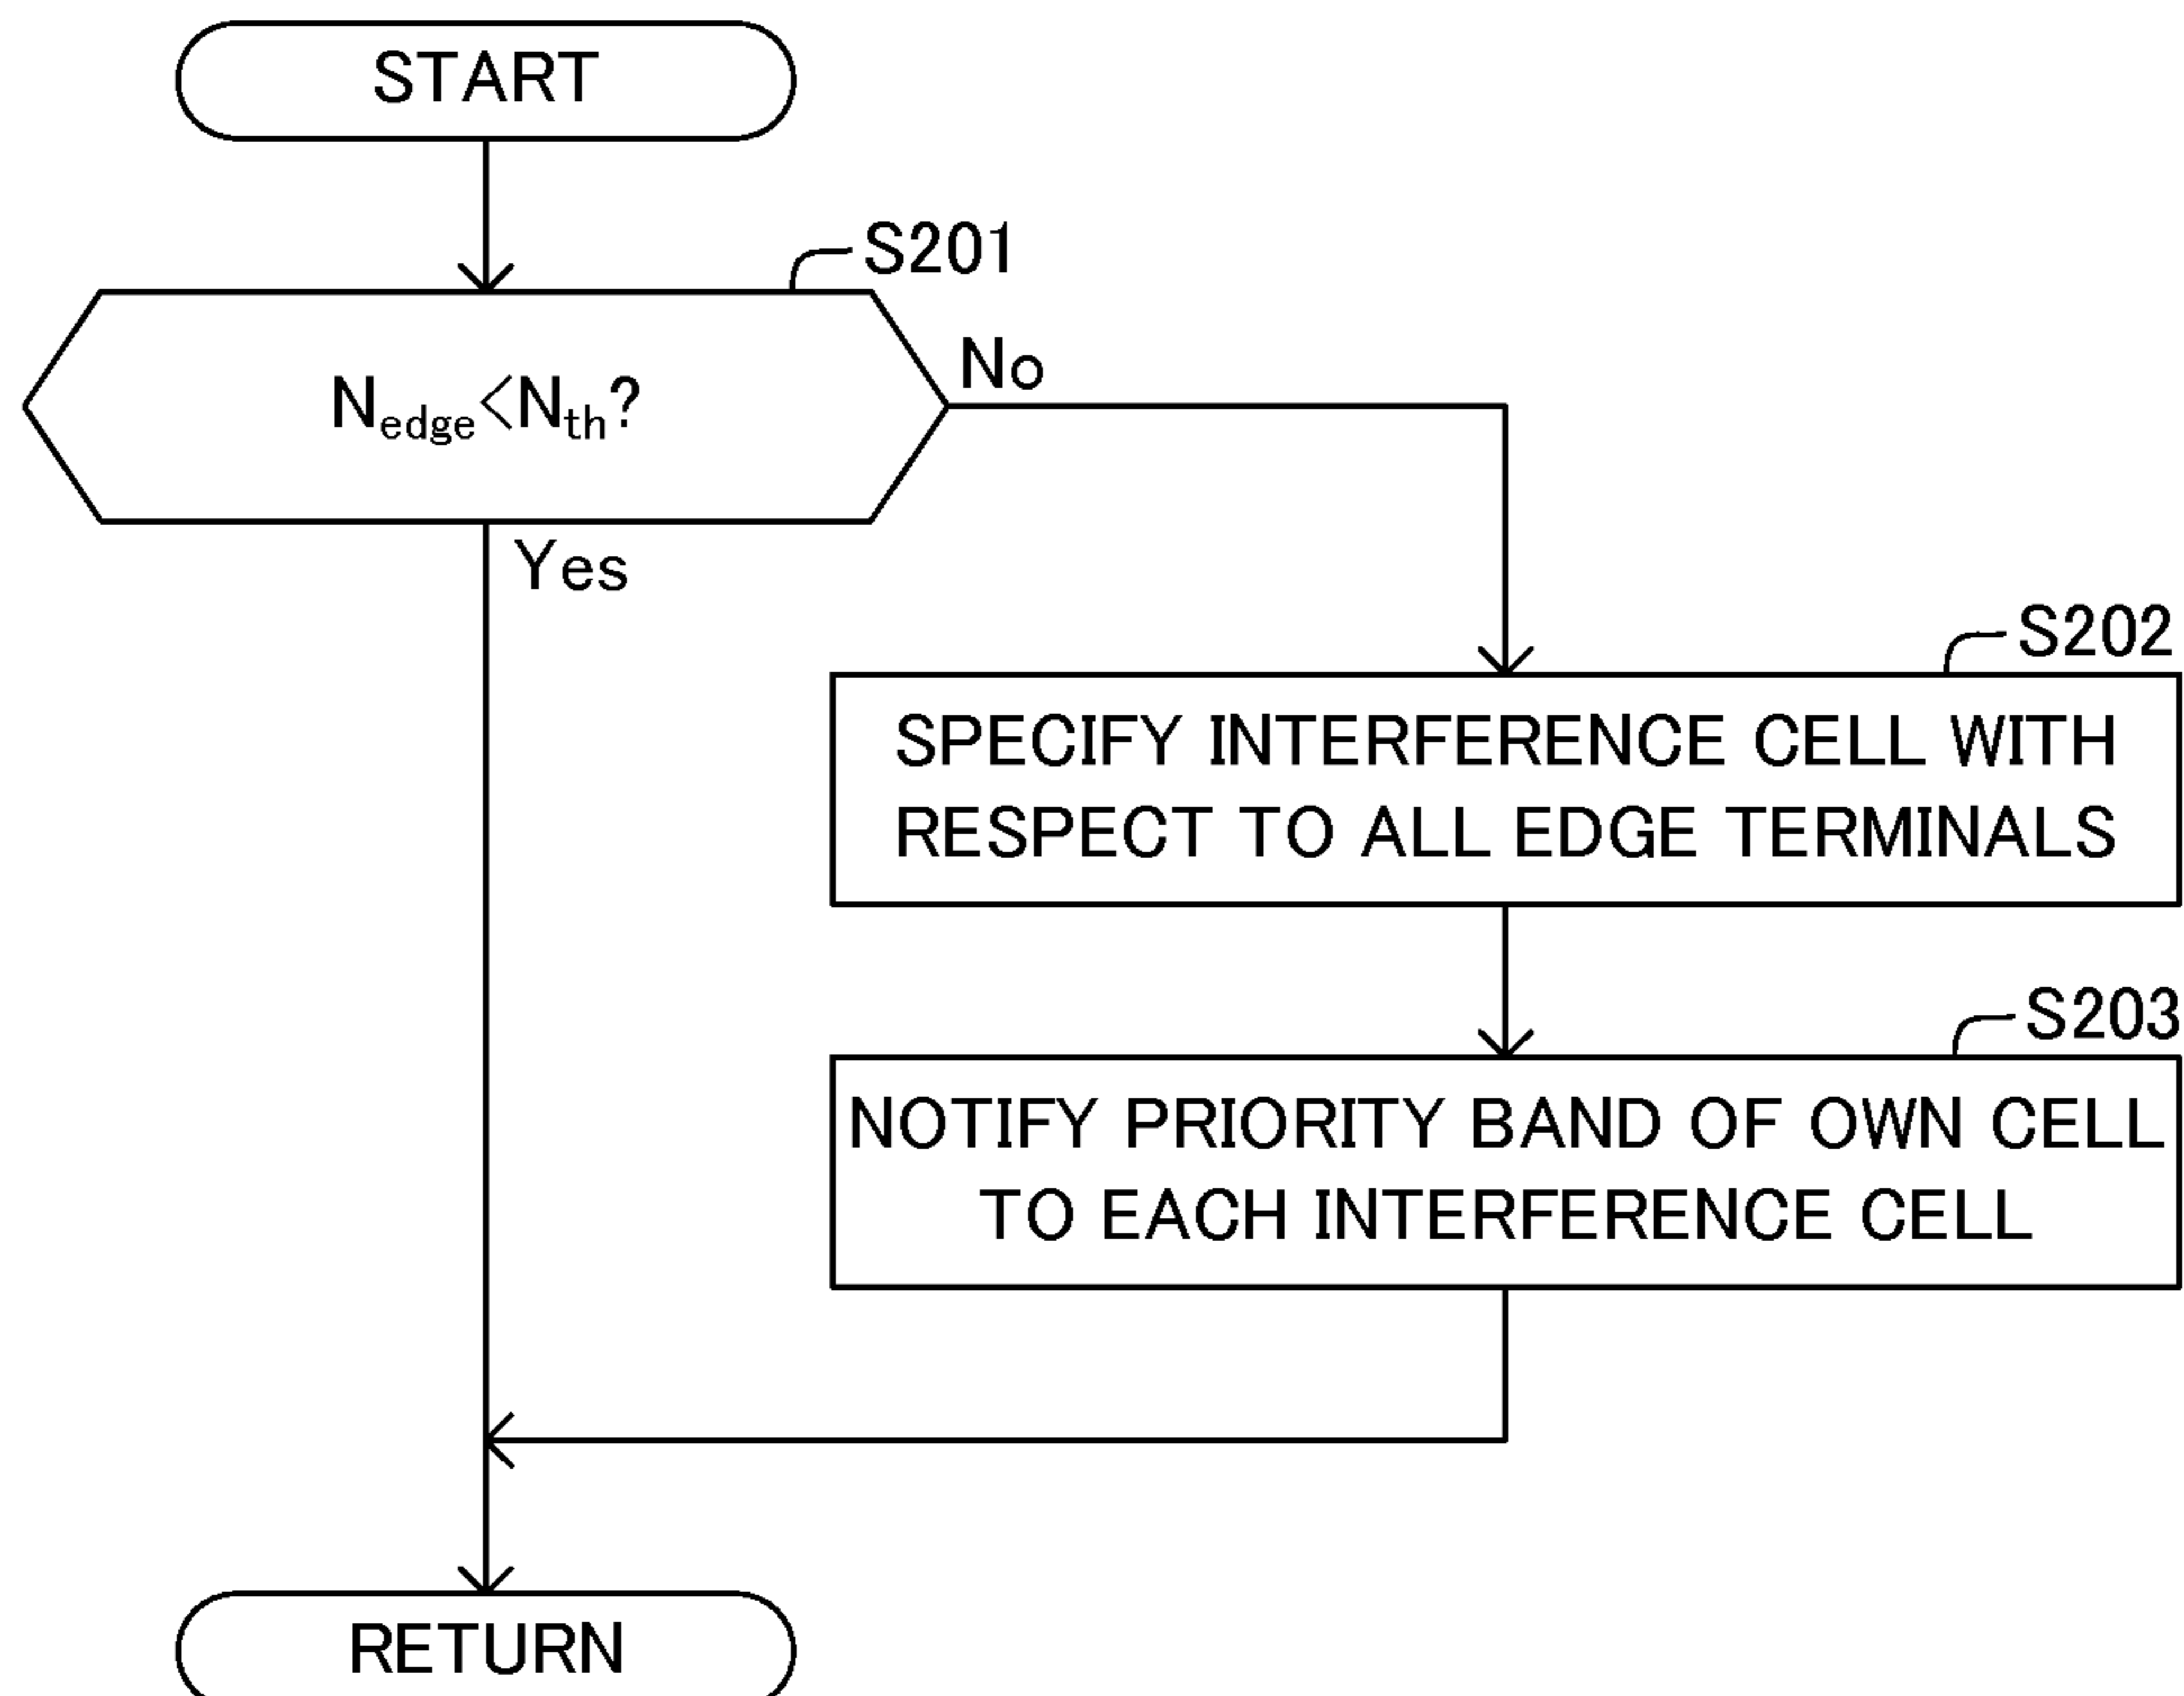 START
S201
N_edge<N_th?
No
Yes
S202
SPECIFY INTERFERENCE CELL WITH
RESPECT TO ALL EDGE TERMINALS
S203
NOTIFY PRIORITY BAND OF OWN CELL
TO EACH INTERFERENCE CELL
RETURN